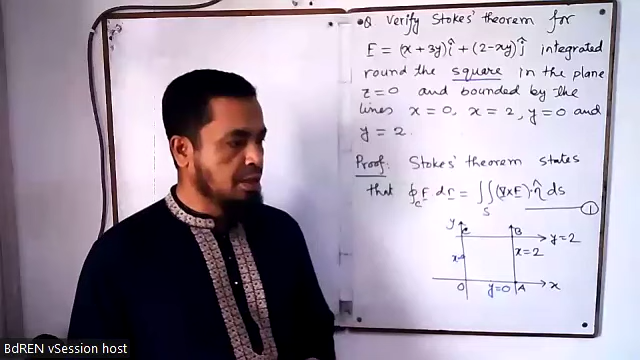 Q Verify Stokes' theorem for
F = (x + 3y)î + (2-xy)ĵ integrated
round the square in the plane
z=0 and bounded by the
lines x=0, x=2, y=0 and
y = 2.
Proof: Stokes' theorem states
that ∮_C F. dr = ∬_S (∇×F).n̂ ds
①
y
B
y=2
x=2
O
y=0
A
x
BdREN vSession host